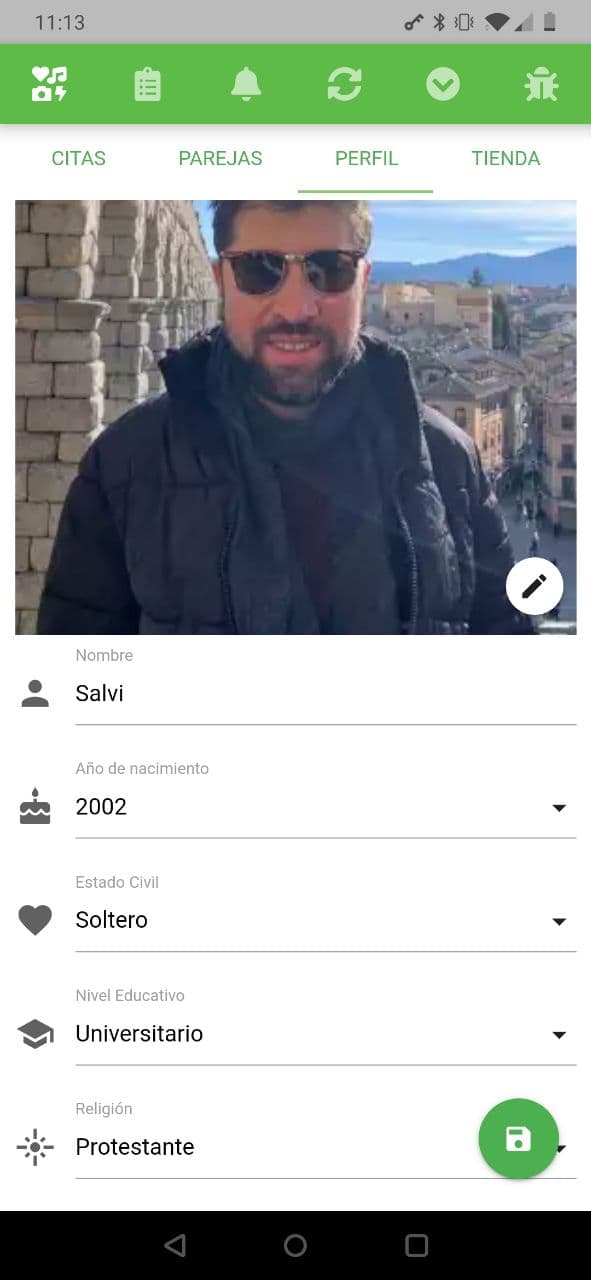 11:13
CITAS
PAREJAS
PERFIL
TIENDA
Nombre
Salvi
Año de nacimiento
2002
Estado Civil
Soltero
Nivel Educativo
Universitario
Religión
Protestante